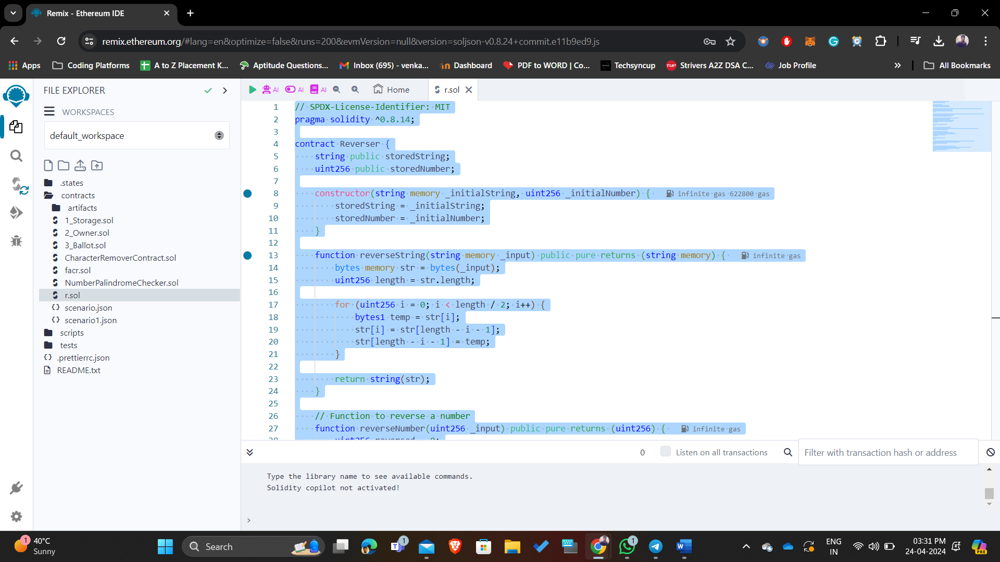 Remix - Ethereum IDE
remix.ethereum.org/#lang=en&optimize=false&runs=200&evmVersion=null&version=soljson-v0.8.24+commit.e11b9ed9.js
Apps Coding Platforms A to Z Placement K... Aptitude Questions... Inbox (695) - venka... Dashboard PDF to WORD | Co... Techsyncup Strivers A2Z DSA C... Job Profile » All Bookmarks
FILE EXPLORER
WORKSPACES
default_workspace
.states
contracts
artifacts
1_Storage.sol
2_Owner.sol
3_Ballot.sol
CharacterRemoverContract.sol
facr.sol
NumberPalindromeChecker.sol
r.sol
scenario.json
scenario1.json
scripts
tests
.prettierrc.json
README.txt
AI AI AI Home r.sol
1 // SPDX-License-Identifier: MIT
2 pragma solidity ^0.8.14;
3
4 contract Reverser {
5 string public storedString;
6 uint256 public storedNumber;
7
8 constructor(string memory _initialString, uint256 _initialNumber) { infinite gas 622800 gas
9 storedString = _initialString;
10 storedNumber = _initialNumber;
11 }
12
13 function reverseString(string memory _input) public pure returns (string memory) { infinite gas
14 bytes memory str = bytes(_input);
15 uint256 length = str.length;
16
17 for (uint256 i = 0; i < length / 2; i++) {
18 bytes1 temp = str[i];
19 str[i] = str[length - i - 1];
20 str[length - i - 1] = temp;
21 }
22
23 return string(str);
24 }
25
26 // Function to reverse a number
27 function reverseNumber(uint256 _input) public pure returns (uint256) { infinite gas
28 uint256 reversed = 0;
0 Listen on all transactions Filter with transaction hash or address
Type the library name to see available commands.
Solidity copilot not activated!
>
1 40°C
Sunny
Search
1
1
ENG
IN
03:31 PM
24-04-2024
PRE